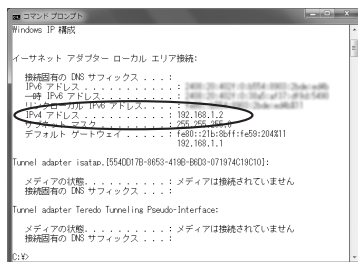 コマンド プロンプト
Windows IP 構成
イーサネット アダプター ローカル エリア接続:
接続固有の DNS サフィックス . . . :
IPv6 アドレス . . . . . . . . . . . :
一時 IPv6 アドレス. . . . . . . . . :
リンクローカル IPv6 アドレス. . . . :
IPv4 アドレス . . . . . . . . . . . : 192.168.1.2
サブネット マスク . . . . . . . . . : 255.255.255.0
デフォルト ゲートウェイ . . . . . . : fe80::21b:8bff:fe59:204%11
192.168.1.1
Tunnel adapter isatap.[554DD17B-8653-419B-B6D3-071974C19C10]:
メディアの状態. . . . . . . . . . . : メディアは接続されていません
接続固有の DNS サフィックス . . . :
Tunnel adapter Teredo Tunneling Pseudo-Interface:
メディアの状態. . . . . . . . . . . : メディアは接続されていません
接続固有の DNS サフィックス . . . :
C:¥>